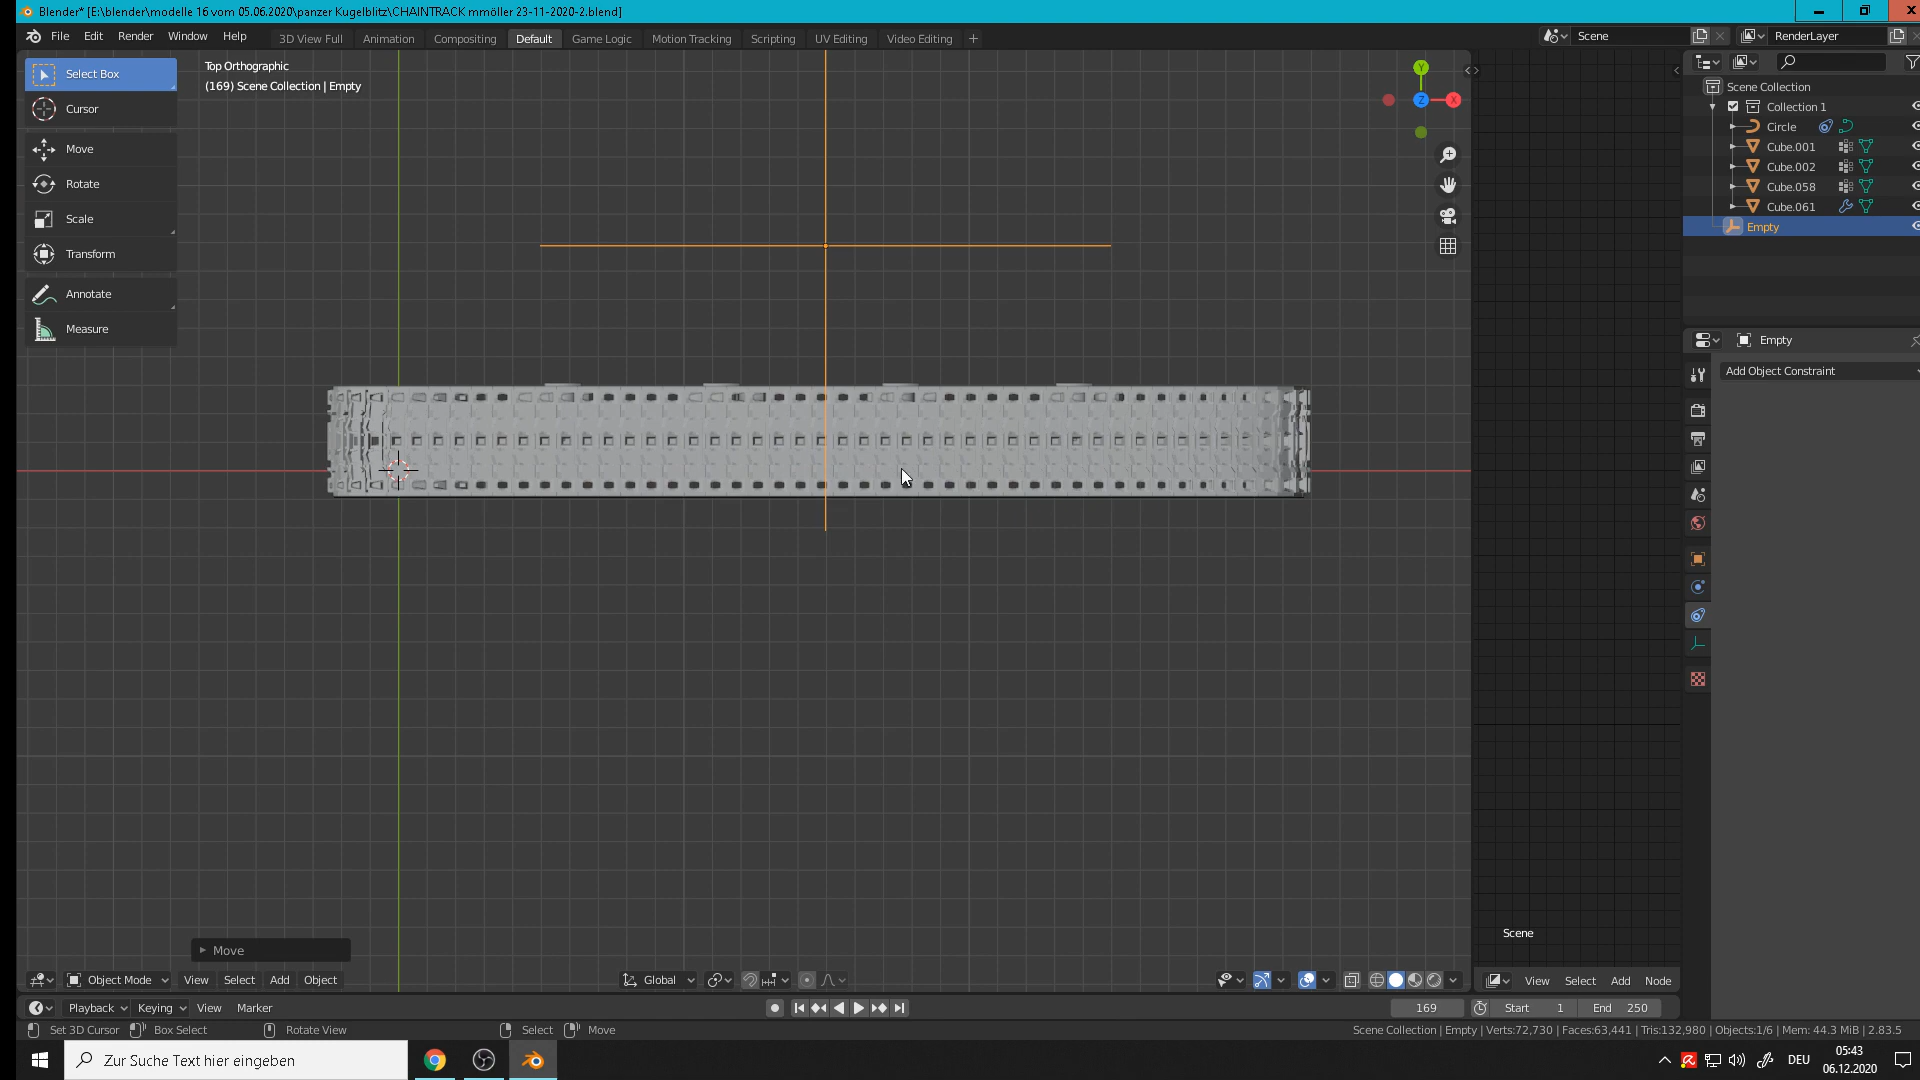 Blender* [E:\blender\modelle 16 vom 05.06.2020\panzer Kugelblitz\CHAINTRACK mmöller 23-11-2020-2.blend]
File Edit Render Window Help 3D View Full Animation Compositing Default Game Logic Motion Tracking Scripting UV Editing Video Editing + Scene RenderLayer
Select Box
Cursor
Move
Rotate
Scale
Transform
Annotate
Measure
Top Orthographic
(169) Scene Collection | Empty
Y
Z
X
Scene Collection
Collection 1
Circle
Cube.001
Cube.002
Cube.058
Cube.061
Empty
Empty
Add Object Constraint
Scene
Move
Object Mode View Select Add Object Global View Select Add Node
Playback Keying View Marker 169 Start 1 End 250
Set 3D Cursor Box Select Rotate View Select Move Scene Collection | Empty | Verts:72,730 | Faces:63,441 | Tris:132,980 | Objects:1/6 | Mem: 44.3 MiB | 2.83.5
Zur Suche Text hier eingeben
DEU
05:43
06.12.2020